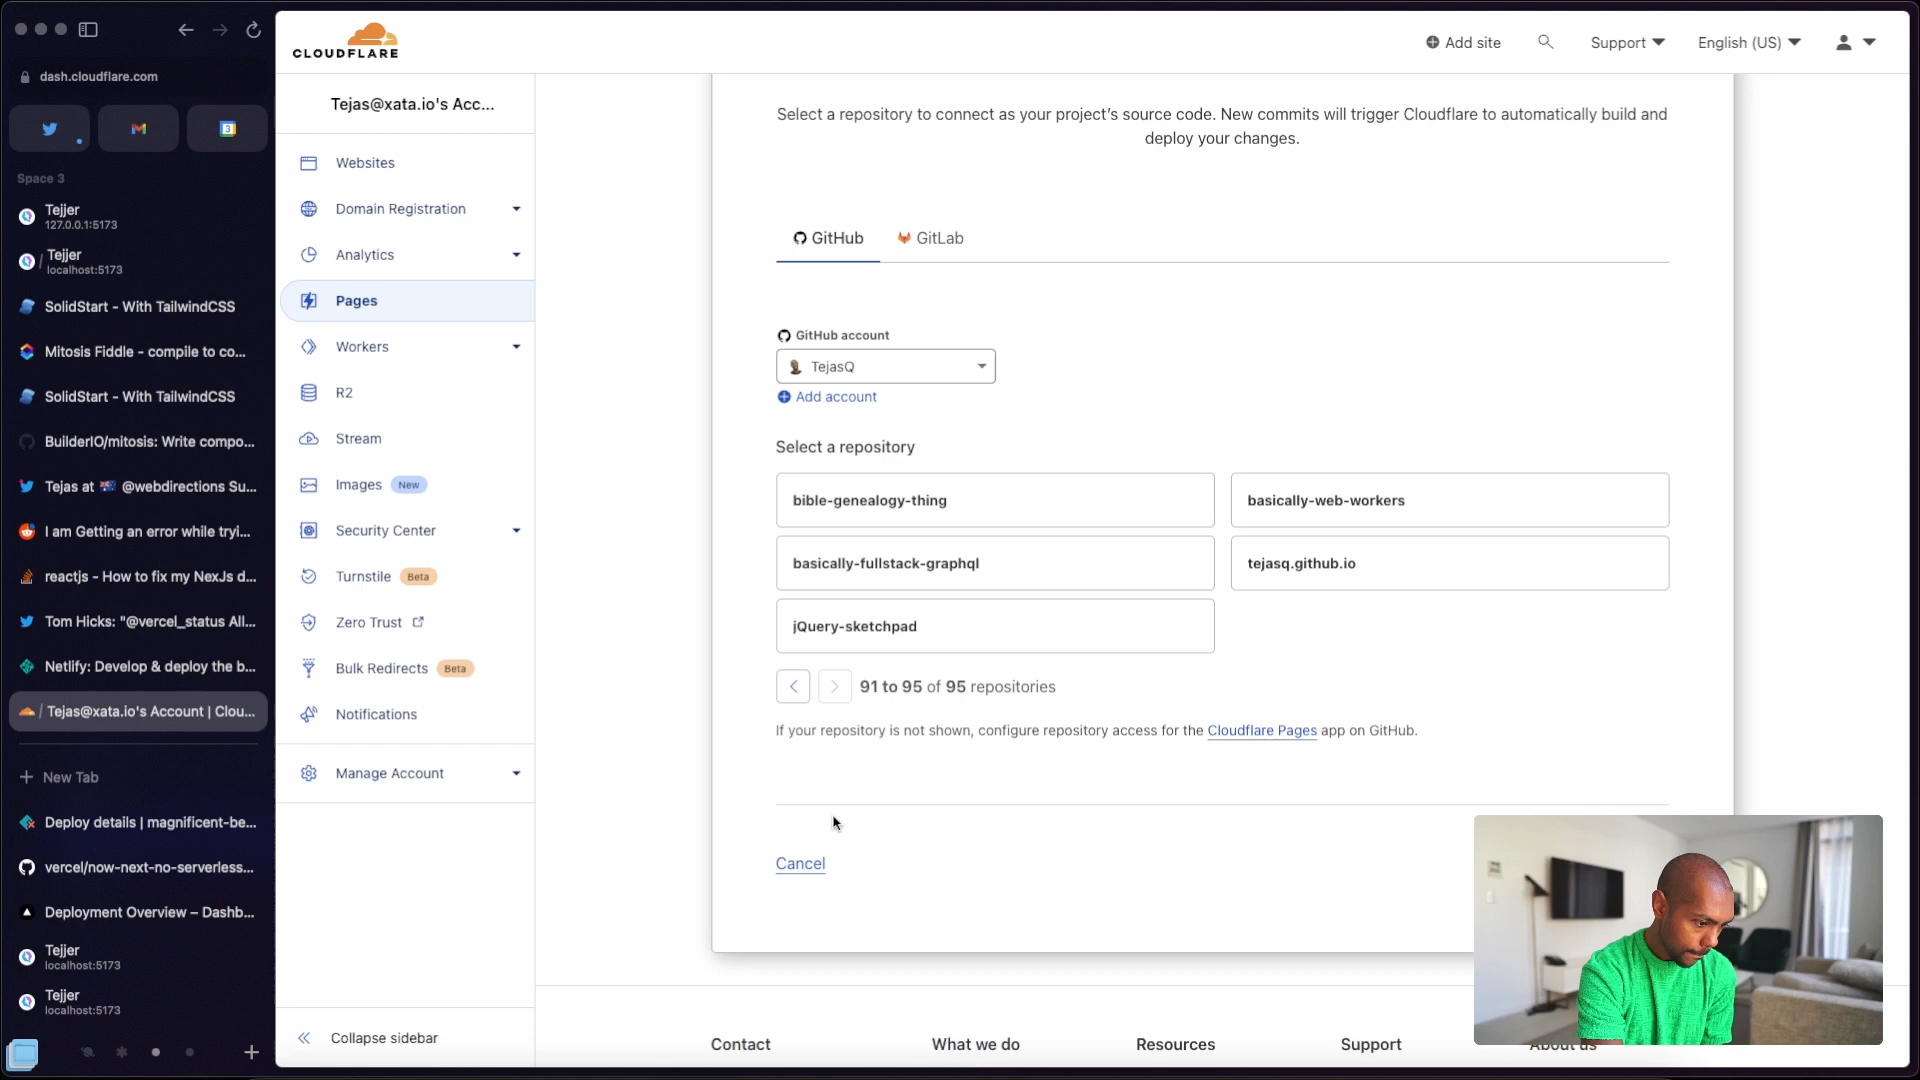 dash.cloudflare.com
Space 3
Tejjer
127.0.0.1:5173
/ Tejjer
localhost:5173
SolidStart - With TailwindCSS
Mitosis Fiddle - compile to co...
SolidStart - With TailwindCSS
BuilderIO/mitosis: Write compo...
Tejas at 🇦🇺 @webdirections Su...
I am Getting an error while tryi...
reactjs - How to fix my NexJs d...
Tom Hicks: "@vercel_status All...
Netlify: Develop & deploy the b...
/ Tejas@xata.io's Account | Clou...
New Tab
Deploy details | magnificent-be...
vercel/now-next-no-serverless...
Deployment Overview – Dashb...
Tejjer
localhost:5173
Tejjer
localhost:5173
CLOUDFLARE
Add site
Support
English (US)
Tejas@xata.io's Acc...
Websites
Domain Registration
Analytics
Pages
Workers
R2
Stream
Images New
Security Center
Turnstile Beta
Zero Trust
Bulk Redirects Beta
Notifications
Manage Account
Collapse sidebar
Select a repository to connect as your project's source code. New commits will trigger Cloudflare to automatically build and
deploy your changes.
GitHub GitLab
GitHub account
TejasQ
Add account
Select a repository
bible-genealogy-thing
basically-web-workers
basically-fullstack-graphql
tejasq.github.io
jQuery-sketchpad
91 to 95 of 95 repositories
If your repository is not shown, configure repository access for the Cloudflare Pages app on GitHub.
Cancel
Contact
What we do
Resources
Support
About us